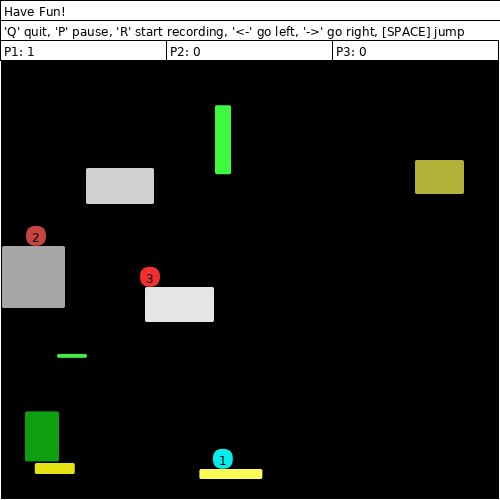 Have Fun!
'Q' quit, 'P' pause, 'R' start recording, '<-' go left, '->' go right, [SPACE] jump
P1: 1 P2: 0 P3: 0
2
3
1